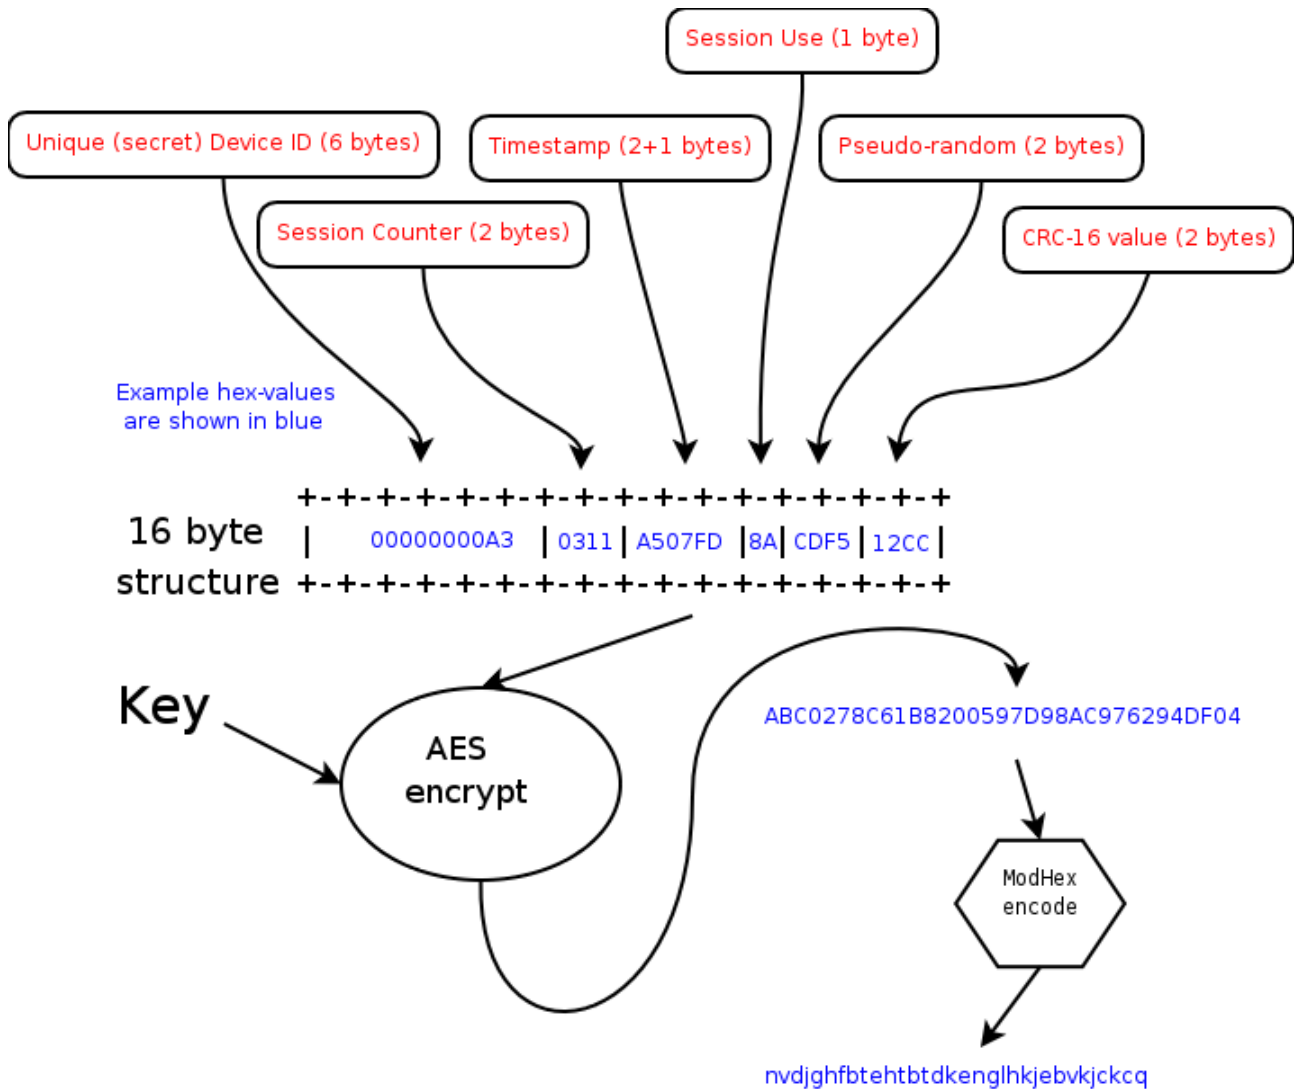 Session Use (1 byte)
Unique (secret) Device ID (6 bytes)
Timestamp (2+1 bytes)
Pseudo-random (2 bytes)
Session Counter (2 bytes)
CRC-16 value (2 bytes)
Example hex-values
are shown in blue
+-+-+-+-+-+-+-+-+-+-+-+-+-+-+-+-+
16 byte
| 00000000A3 | 0311 | A507FD | 8A | CDF5 | 12CC |
structure
+-+-+-+-+-+-+-+-+-+-+-+-+-+-+-+-+
Key
AES
encrypt
ABC0278C61B8200597D98AC976294DF04
ModHex
encode
nvdjghfbtehtbtdkenglhkjebvkjckcq